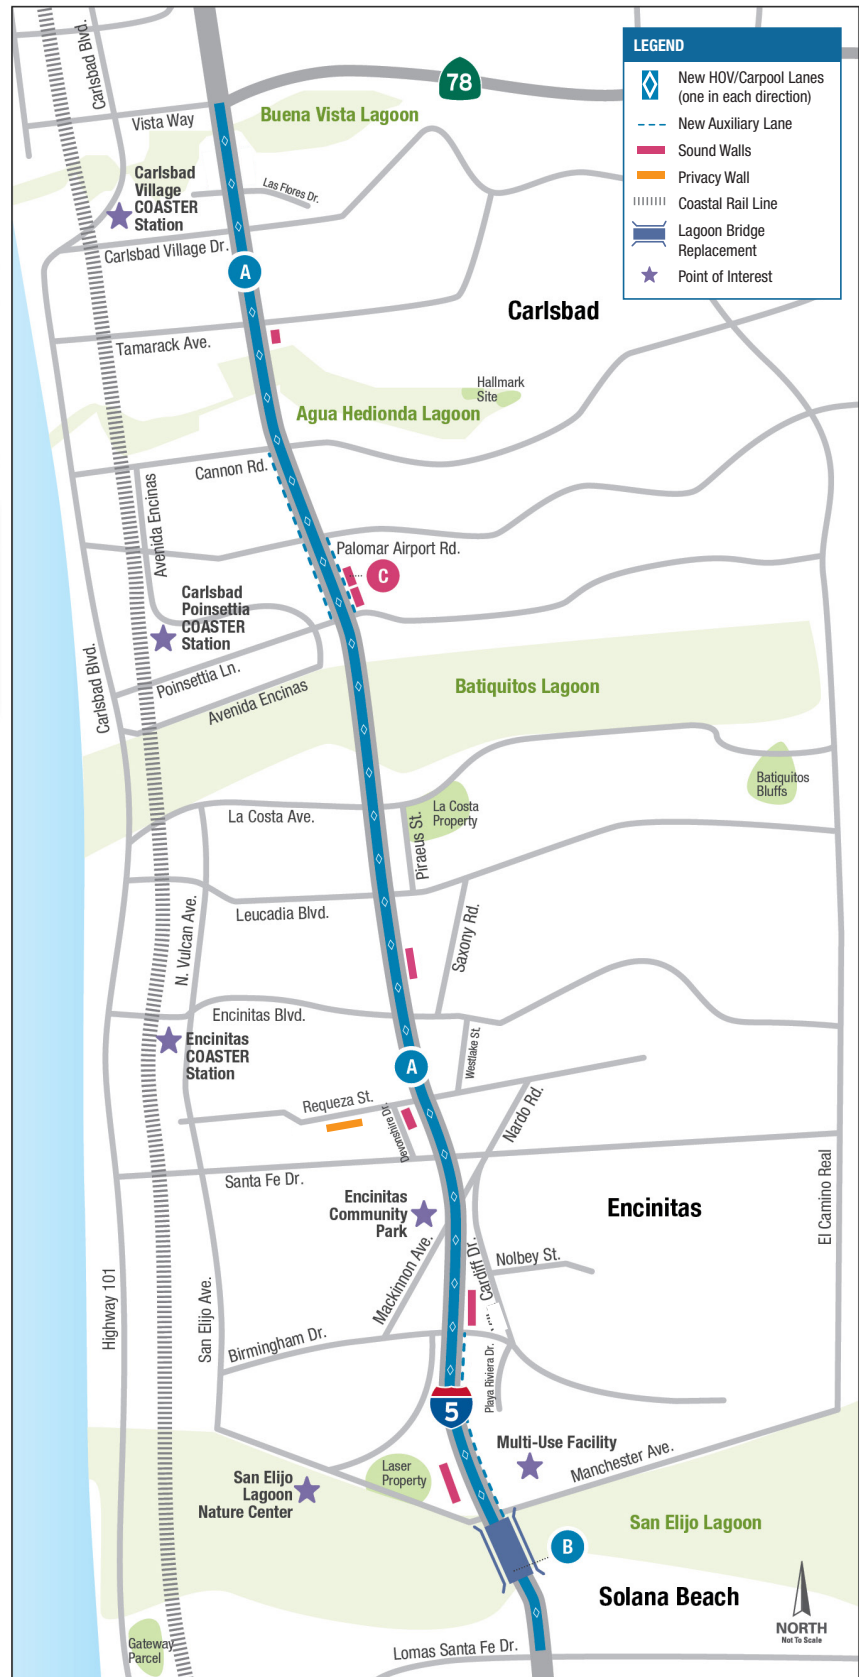 LEGEND
New HOV/Carpool Lanes
(one in each direction)
New Auxiliary Lane
Sound Walls
Privacy Wall
Coastal Rail Line
Lagoon Bridge
Replacement
Point of Interest
78
Carlsbad Blvd.
Vista Way
Buena Vista Lagoon
Carlsbad
Village
COASTER
Station
Las Flores Dr.
Carlsbad Village Dr.
A
Carlsbad
Tamarack Ave.
Hallmark
Site
Agua Hedionda Lagoon
Cannon Rd.
Avenida Encinas
Palomar Airport Rd.
C
Carlsbad
Poinsettia
COASTER
Station
Carlsbad Blvd.
Poinsettia Ln.
Avenida Encinas
Batiquitos Lagoon
Batiquitos
Bluffs
La Costa
Property
La Costa Ave.
Piraeus St.
Leucadia Blvd.
N. Vulcan Ave.
Saxony Rd.
Encinitas Blvd.
Encinitas
COASTER
Station
Westlake St.
A
Requeza St.
Devonshire Dr.
Nardo Rd.
Santa Fe Dr.
El Camino Real
Encinitas
Community
Park
Encinitas
Mackinnon Ave.
Cardiff Dr.
Nolbey St.
Highway 101
San Elijo Ave.
Birmingham Dr.
Playa Riviera Dr.
5
Multi-Use Facility
Manchester Ave.
Laser
Property
San Elijo
Lagoon
Nature Center
San Elijo Lagoon
B
Solana Beach
Gateway
Parcel
Lomas Santa Fe Dr.
NORTH
Not To Scale